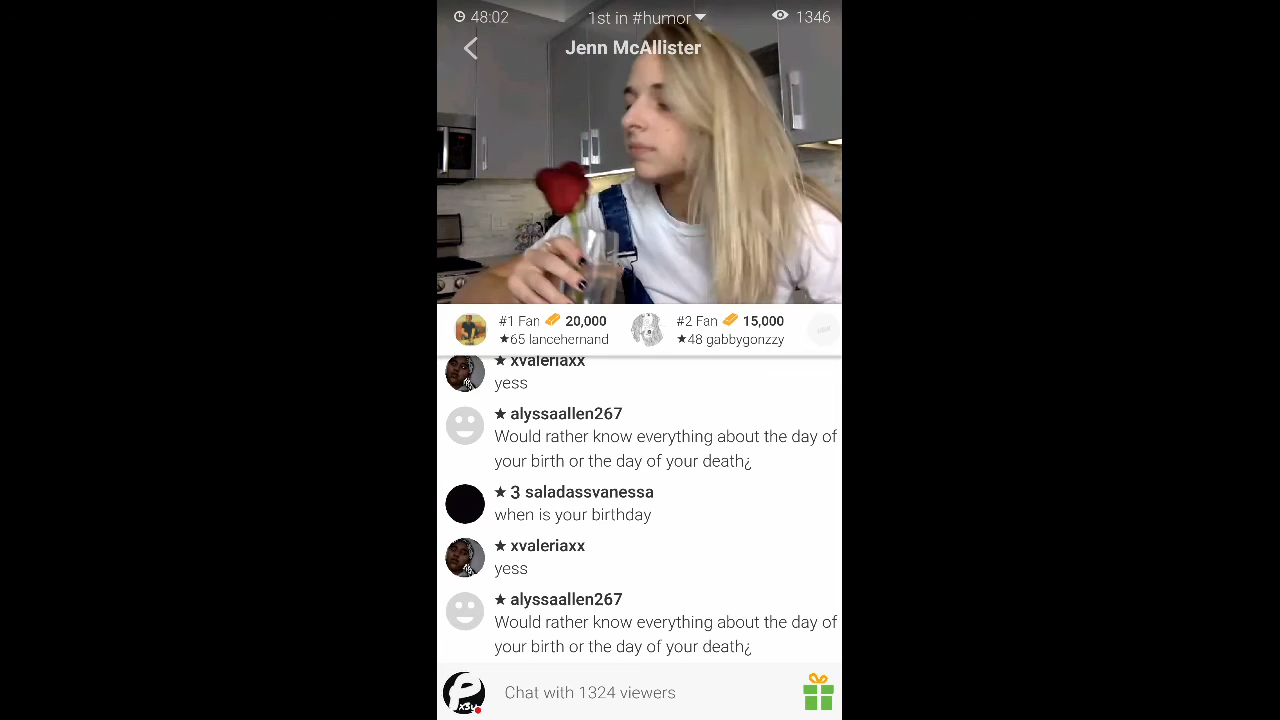 48:02
1st in #humor
1346
Jenn McAllister
#1 Fan 20,000
★65 lancehernand
#2 Fan 15,000
★48 gabbygonzzy
★ xvaleriaxx
yess
★ alyssaallen267
Would rather know everything about the day of
your birth or the day of your death¿
★ 3 saladassvanessa
when is your birthday
★ xvaleriaxx
yess
★ alyssaallen267
Would rather know everything about the day of
your birth or the day of your death¿
Chat with 1324 viewers